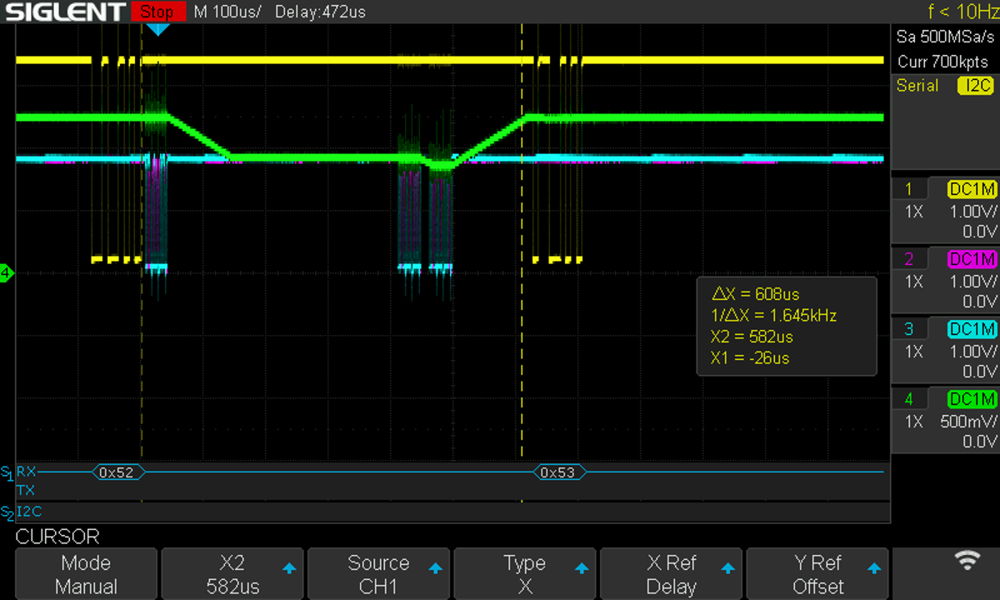 SIGLENT Stop M 100us/ Delay:472us f < 10Hz
Sa 500MSa/s
Curr 700kpts
Serial I2C
1 DC1M
1X 1.00V/
0.0V
2 DC1M
1X 1.00V/
0.0V
3 DC1M
1X 1.00V/
0.0V
4 DC1M
1X 500mV/
0.0V
4
ΔX = 608us
1/ΔX = 1.645kHz
X2 = 582us
X1 = -26us
S1 RX 0x52 0x53
TX
S2 I2C
CURSOR
Mode
Manual
X2
582us
Source
CH1
Type
X
X Ref
Delay
Y Ref
Offset